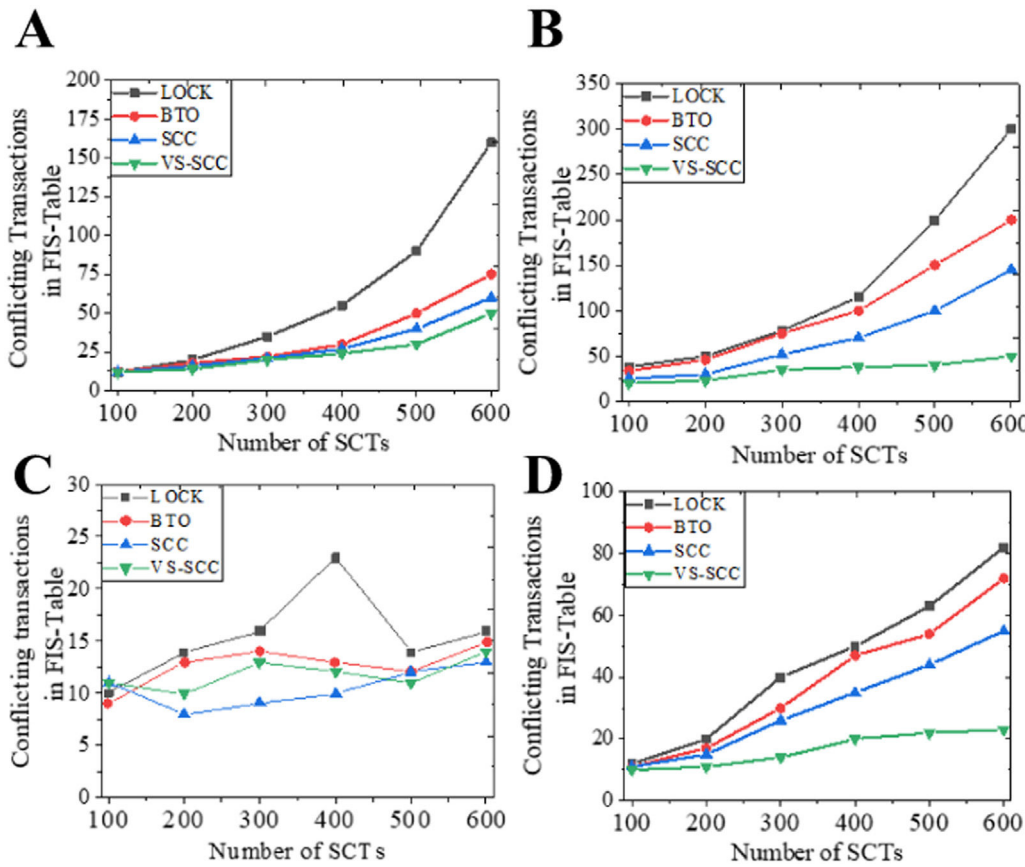 A
Conflicting Transactions
in FIS-Table
200
175
150
125
100
75
50
25
0
LOCK
BTO
SCC
VS-SCC
100 200 300 400 500 600
Number of SCTs
B
Conflicting Transactions
in FIS-Table
350
300
250
200
150
100
50
0
LOCK
BTO
SCC
VS-SCC
100 200 300 400 500 600
Number of SCTs
C
Conflicting transactions
in FIS-Table
30
25
20
15
10
5
0
LOCK
BTO
SCC
VS-SCC
100 200 300 400 500 600
Number of SCTs
D
Conflicting Transactions
in FIS-Table
100
80
60
40
20
0
LOCK
BTO
SCC
VS-SCC
100 200 300 400 500 600
Number of SCTs